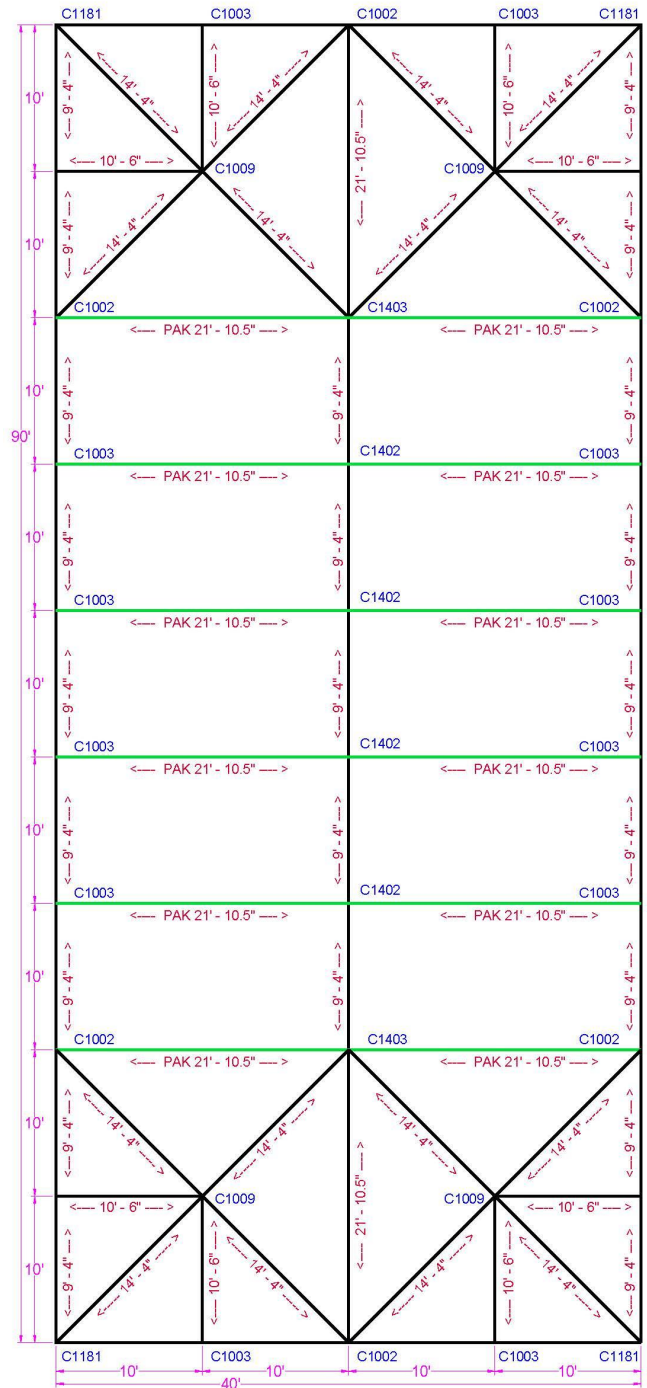 C1181 C1003 C1002 C1003 C1181
10' <---- 9' - 4" ----> <---- 14' - 4" ----> <---- 10' - 6" ----> <---- 14' - 4" ----> <---- 21' - 10.5" ----> <---- 14' - 4" ----> <---- 10' - 6" ----> <---- 14' - 4" ----> <---- 9' - 4" ---->
<---- 10' - 6" ----> C1009 C1009 <---- 10' - 6" ---->
10' <---- 9' - 4" ----> <---- 14' - 4" ----> <---- 14' - 4" ----> <---- 14' - 4" ----> <---- 14' - 4" ----> <---- 9' - 4" ---->
C1002 C1403 C1002
<---- PAK 21' - 10.5" ---- > <---- PAK 21' - 10.5" ---- >
10' <---- 9' - 4" ----> <---- 9' - 4" ----> <---- 9' - 4" ---->
90'
C1003 C1402 C1003
<---- PAK 21' - 10.5" ---- > <---- PAK 21' - 10.5" ---- >
10' <---- 9' - 4" ----> <---- 9' - 4" ----> <---- 9' - 4" ---->
C1003 C1402 C1003
<---- PAK 21' - 10.5" ---- > <---- PAK 21' - 10.5" ---- >
10' <---- 9' - 4" ----> <---- 9' - 4" ----> <---- 9' - 4" ---->
C1003 C1402 C1003
<---- PAK 21' - 10.5" ---- > <---- PAK 21' - 10.5" ---- >
10' <---- 9' - 4" ----> <---- 9' - 4" ----> <---- 9' - 4" ---->
C1003 C1402 C1003
<---- PAK 21' - 10.5" ---- > <---- PAK 21' - 10.5" ---- >
10' <---- 9' - 4" ----> <---- 9' - 4" ----> <---- 9' - 4" ---->
C1002 C1403 C1002
<---- PAK 21' - 10.5" ---- > <---- PAK 21' - 10.5" ---- >
10' <---- 9' - 4" ----> <---- 14' - 4" ----> <---- 14' - 4" ----> <---- 21' - 10.5" ----> <---- 14' - 4" ----> <---- 14' - 4" ----> <---- 9' - 4" ---->
<---- 10' - 6" ----> C1009 C1009 <---- 10' - 6" ---->
10' <---- 9' - 4" ----> <---- 14' - 4" ----> <---- 10' - 6" ----> <---- 14' - 4" ----> <---- 14' - 4" ----> <---- 10' - 6" ----> <---- 14' - 4" ----> <---- 9' - 4" ---->
C1181 C1003 C1002 C1003 C1181
10' 10' 10' 10'
40'